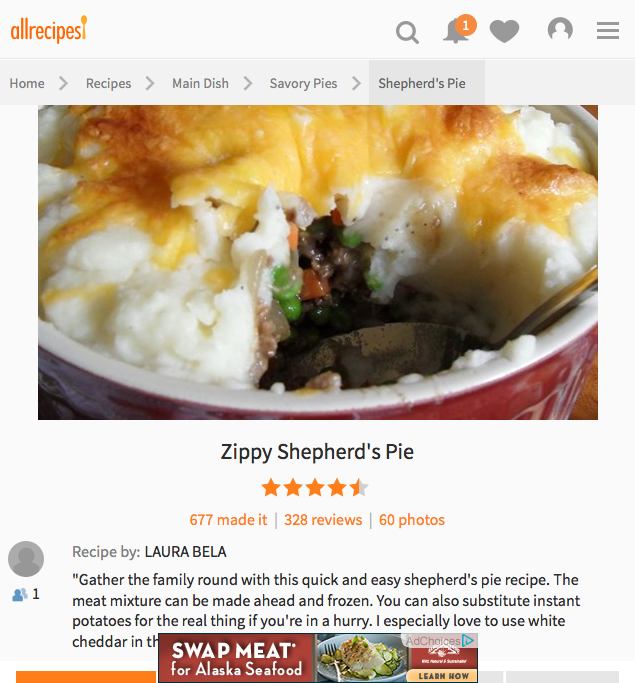 allrecipes
1
Home Recipes Main Dish Savory Pies Shepherd's Pie
Zippy Shepherd's Pie
677 made it | 328 reviews | 60 photos
Recipe by: LAURA BELA
1
"Gather the family round with this quick and easy shepherd's pie recipe. The
meat mixture can be made ahead and frozen. You can also substitute instant
potatoes for the real thing if you're in a hurry. I especially love to use white
cheddar in
AdChoices
SWAP MEAT*
for Alaska Seafood
LEARN HOW